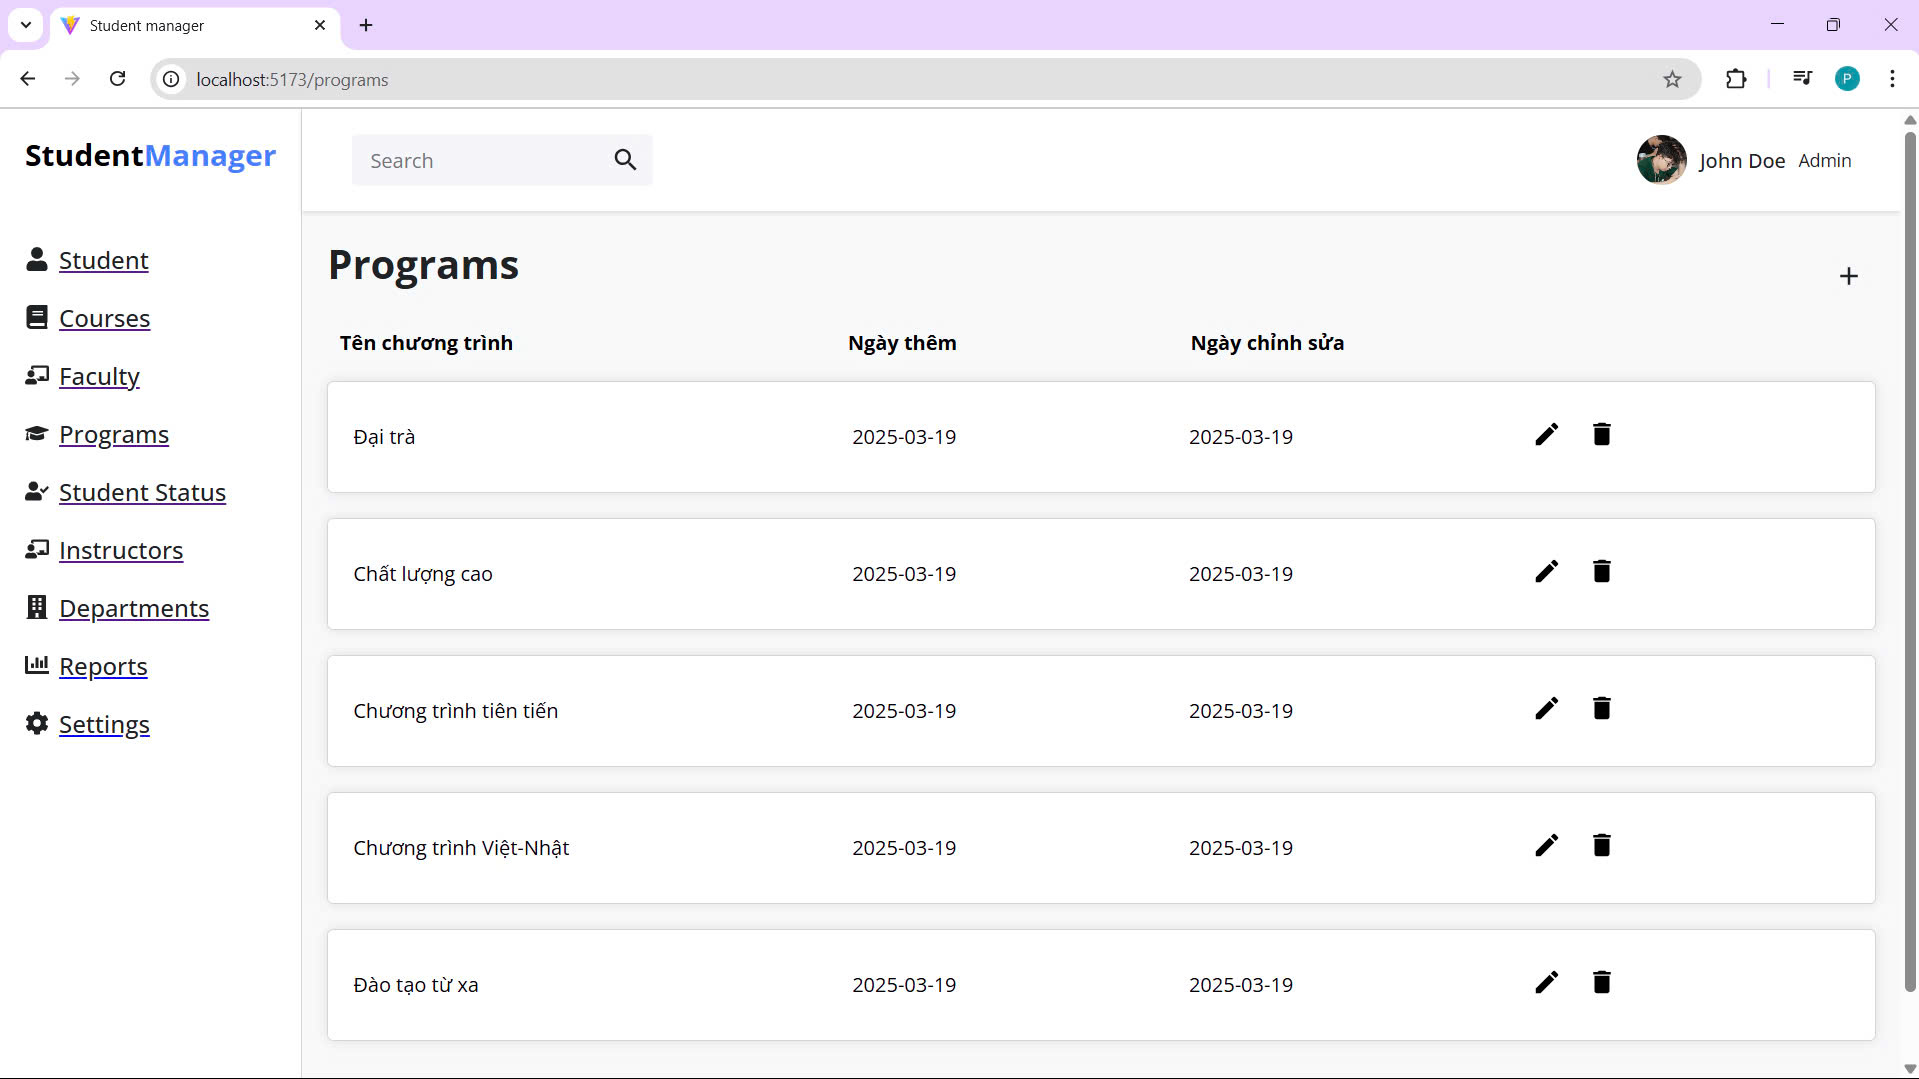 Student manager
localhost:5173/programs
P
StudentManager
Search
John Doe Admin
Student
Courses
Faculty
Programs
Student Status
Instructors
Departments
Reports
Settings
Programs
Tên chương trình Ngày thêm Ngày chỉnh sửa
Đại trà 2025-03-19 2025-03-19
Chất lượng cao 2025-03-19 2025-03-19
Chương trình tiên tiến 2025-03-19 2025-03-19
Chương trình Việt-Nhật 2025-03-19 2025-03-19
Đào tạo từ xa 2025-03-19 2025-03-19